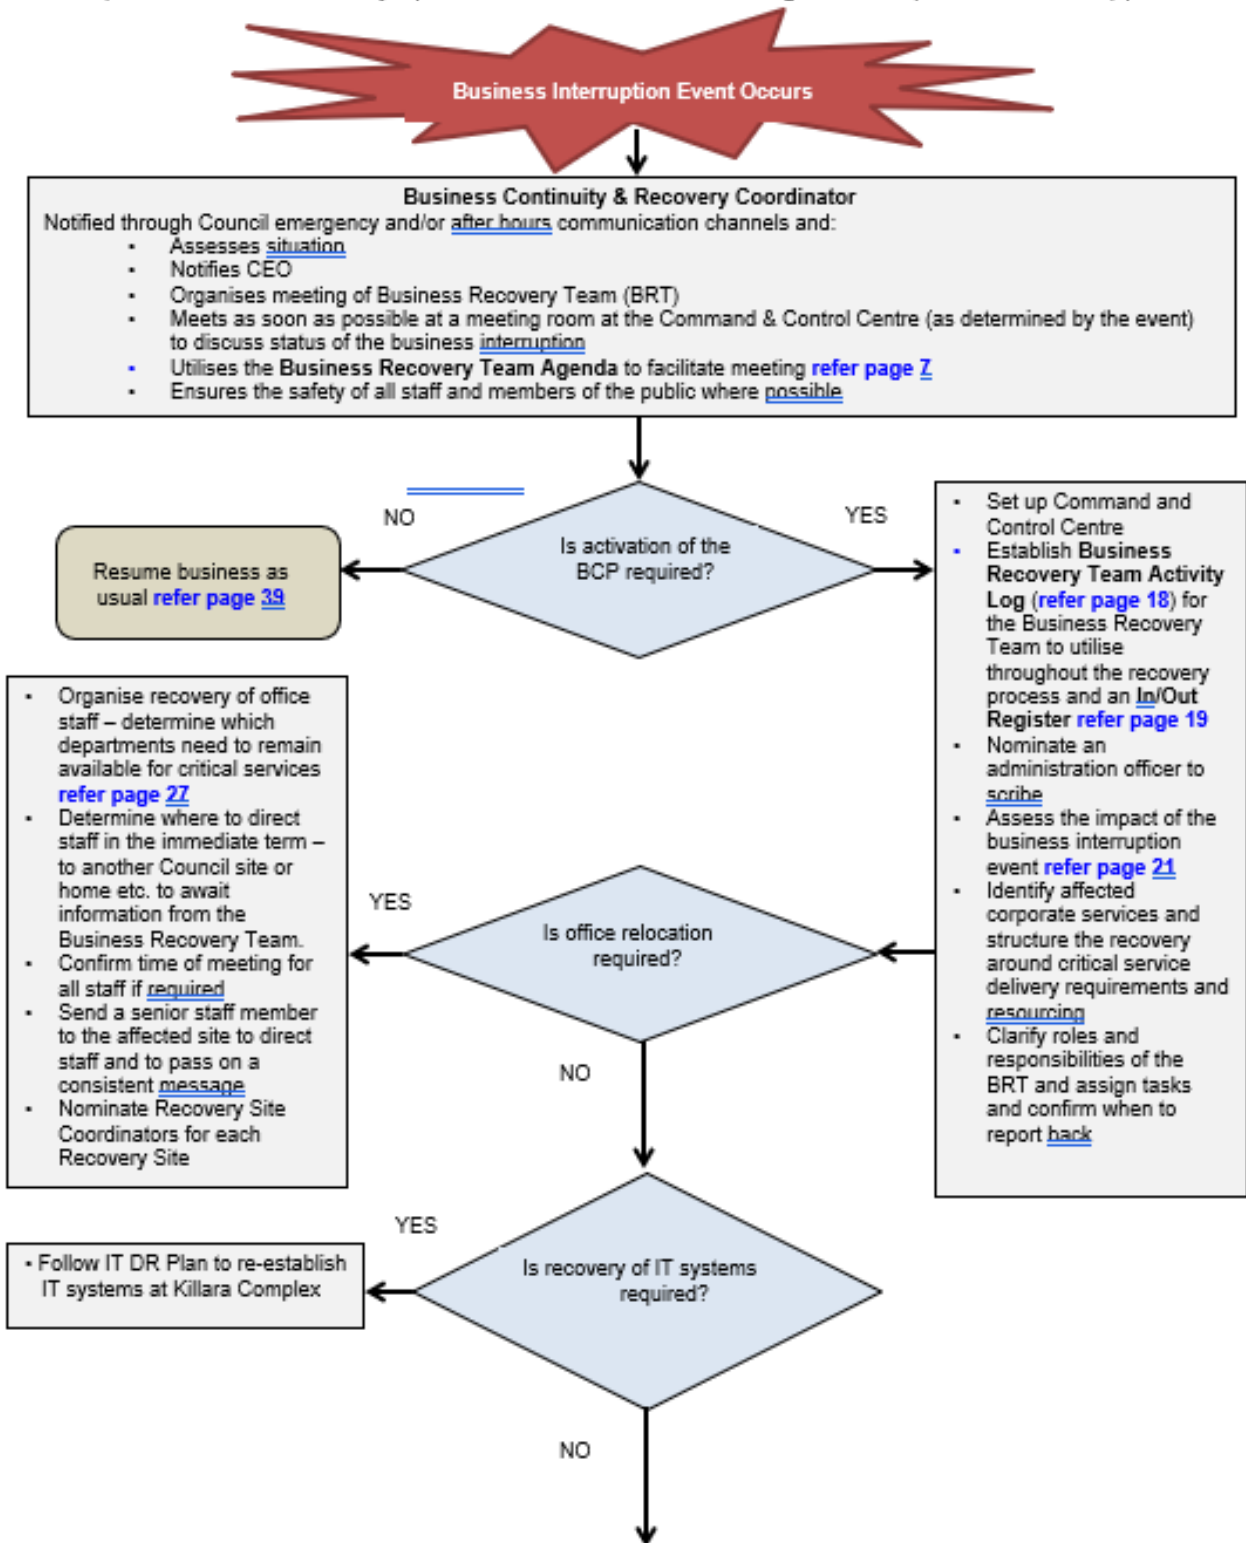 Business Interruption Event Occurs
Business Continuity & Recovery Coordinator
Notified through Council emergency and/or after hours communication channels and:
▪ Assesses situation
▪ Notifies CEO
▪ Organises meeting of Business Recovery Team (BRT)
▪ Meets as soon as possible at a meeting room at the Command & Control Centre (as determined by the event)
to discuss status of the business interruption
▪ Utilises the Business Recovery Team Agenda to facilitate meeting refer page 7
▪ Ensures the safety of all staff and members of the public where possible
Is activation of the
BCP required?
NO
YES
Resume business as
usual refer page 39
▪ Set up Command and
Control Centre
▪ Establish Business
Recovery Team Activity
Log (refer page 18) for
the Business Recovery
Team to utilise
throughout the recovery
process and an In/Out
Register refer page 19
▪ Nominate an
administration officer to
scribe
▪ Assess the impact of the
business interruption
event refer page 21
▪ Identify affected
corporate services and
structure the recovery
around critical service
delivery requirements and
resourcing
▪ Clarify roles and
responsibilities of the
BRT and assign tasks
and confirm when to
report back
Is office relocation
required?
YES
NO
▪ Organise recovery of office
staff – determine which
departments need to remain
available for critical services
refer page 27
▪ Determine where to direct
staff in the immediate term –
to another Council site or
home etc. to await
information from the
Business Recovery Team.
▪ Confirm time of meeting for
all staff if required
▪ Send a senior staff member
to the affected site to direct
staff and to pass on a
consistent message
▪ Nominate Recovery Site
Coordinators for each
Recovery Site
Is recovery of IT systems
required?
YES
▪ Follow IT DR Plan to re-establish
IT systems at Killara Complex
NO